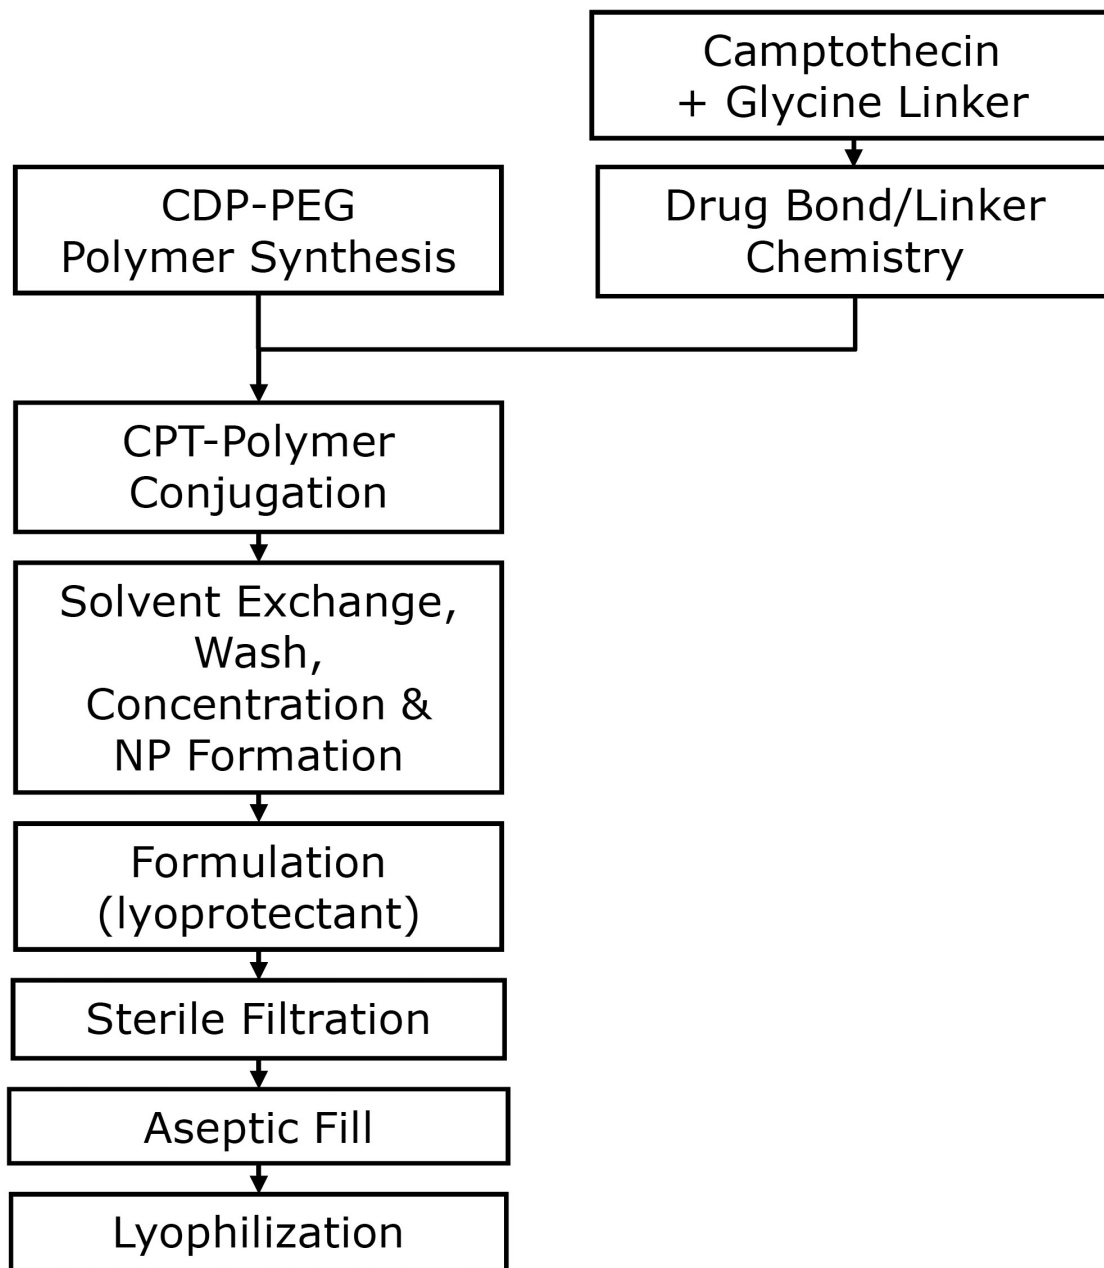 Camptothecin
+ Glycine Linker
CDP-PEG
Polymer Synthesis
Drug Bond/Linker
Chemistry
CPT-Polymer
Conjugation
Solvent Exchange,
Wash,
Concentration &
NP Formation
Formulation
(lyoprotectant)
Sterile Filtration
Aseptic Fill
Lyophilization